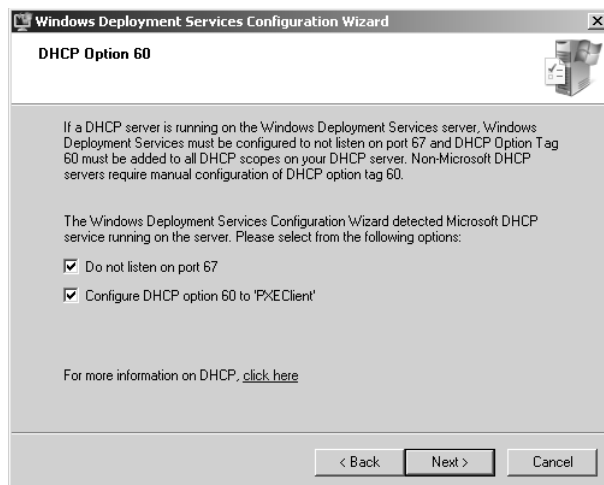 Windows Deployment Services Configuration Wizard
DHCP Option 60
If a DHCP server is running on the Windows Deployment Services server, Windows
Deployment Services must be configured to not listen on port 67 and DHCP Option Tag
60 must be added to all DHCP scopes on your DHCP server. Non-Microsoft DHCP
servers require manual configuration of DHCP option tag 60.
The Windows Deployment Services Configuration Wizard detected Microsoft DHCP
service running on the server. Please select from the following options:
Do not listen on port 67
Configure DHCP option 60 to 'PXEClient'
For more information on DHCP, click here
< Back
Next >
Cancel